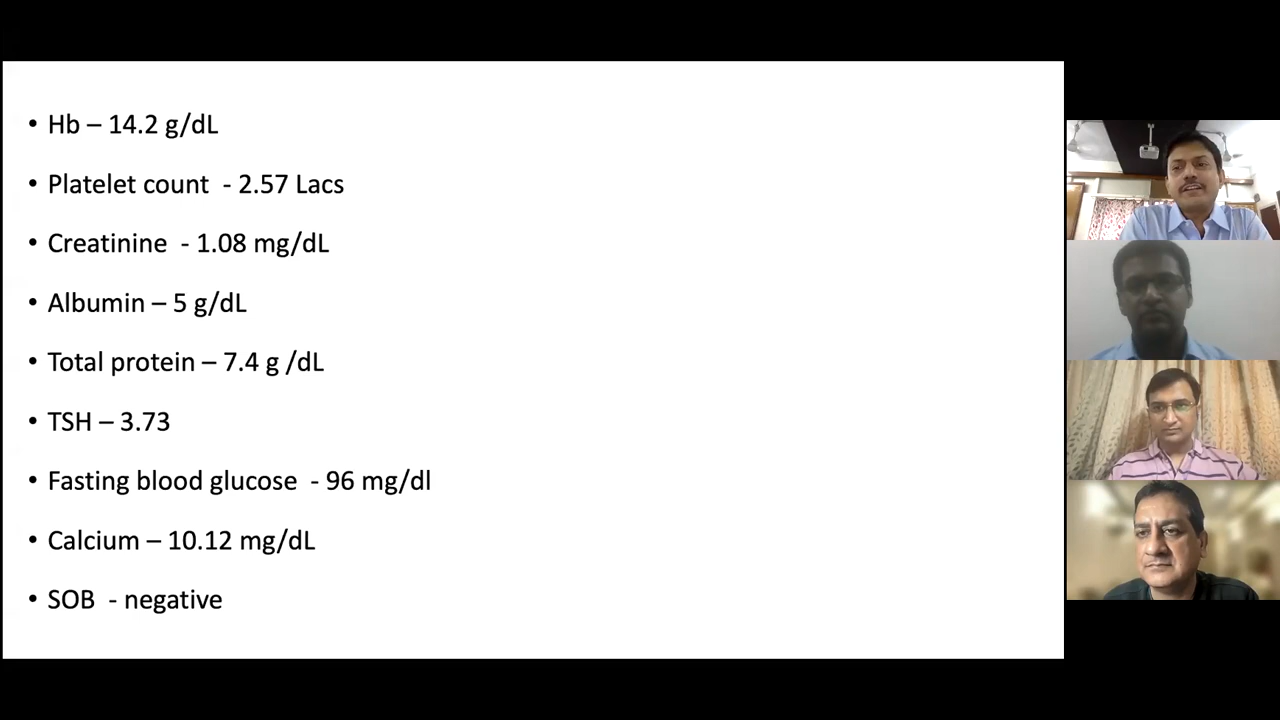 • Hb – 14.2 g/dL
• Platelet count - 2.57 Lacs
• Creatinine - 1.08 mg/dL
• Albumin – 5 g/dL
• Total protein – 7.4 g /dL
• TSH – 3.73
• Fasting blood glucose - 96 mg/dl
• Calcium – 10.12 mg/dL
• SOB - negative